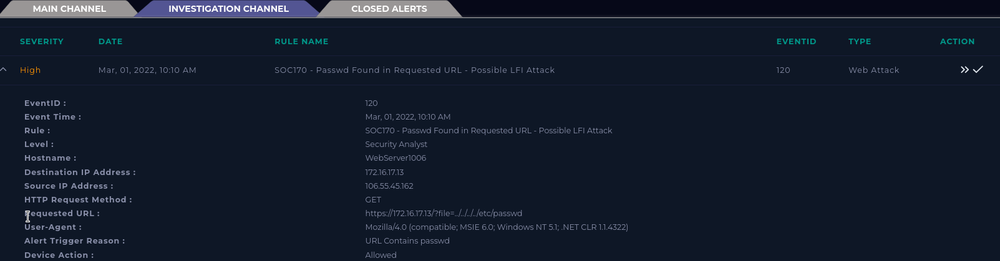 MAIN CHANNEL INVESTIGATION CHANNEL CLOSED ALERTS
SEVERITY DATE RULE NAME EVENTID TYPE ACTION
High Mar, 01, 2022, 10:10 AM SOC170 - Passwd Found in Requested URL - Possible LFI Attack 120 Web Attack
EventID : 120
Event Time : Mar, 01, 2022, 10:10 AM
Rule : SOC170 - Passwd Found in Requested URL - Possible LFI Attack
Level : Security Analyst
Hostname : WebServer1006
Destination IP Address : 172.16.17.13
Source IP Address : 106.55.45.162
HTTP Request Method : GET
Requested URL : https://172.16.17.13/?file=../../../../etc/passwd
User-Agent : Mozilla/4.0 (compatible; MSIE 6.0; Windows NT 5.1; .NET CLR 1.1.4322)
Alert Trigger Reason : URL Contains passwd
Device Action : Allowed